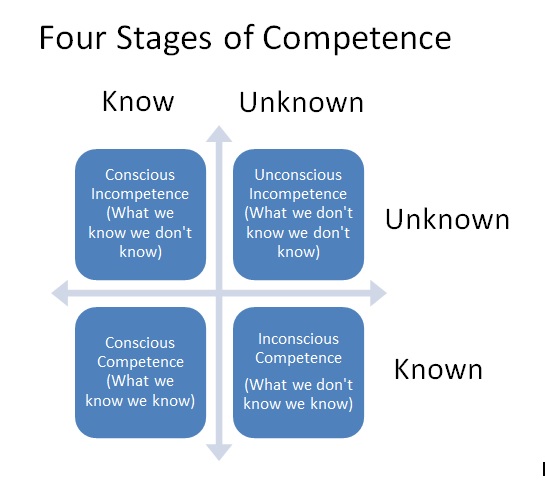 Four Stages of Competence
Know
Unknown
Conscious
Incompetence
(What we
know we don't
know)
Unconscious
Incompetence
(What we don't
know we don't
know)
Unknown
Conscious
Competence
(What we
know we know)
Inconscious
Competence
(What we don't
know we know)
Known
I